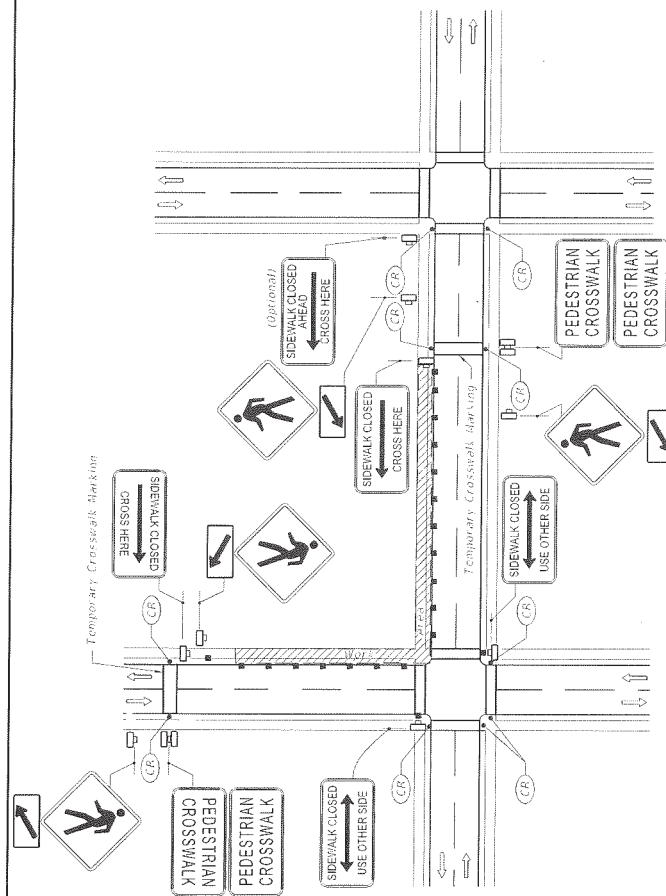 (Optional)
SIDEWALK CLOSED
AHEAD
CROSS HERE
CR
CR
CR
CR
PEDESTRIAN
CROSSWALK
PEDESTRIAN
CROSSWALK
SIDEWALK CLOSED
CROSS HERE
Temporary Crosswalk Marking
SIDEWALK CLOSED
USE OTHER SIDE
Temporary Crosswalk Marking
SIDEWALK CLOSED
CROSS HERE
CR
CR
Work
Area
CR
CR
CR
PEDESTRIAN
CROSSWALK
PEDESTRIAN
CROSSWALK
SIDEWALK CLOSED
USE OTHER SIDE